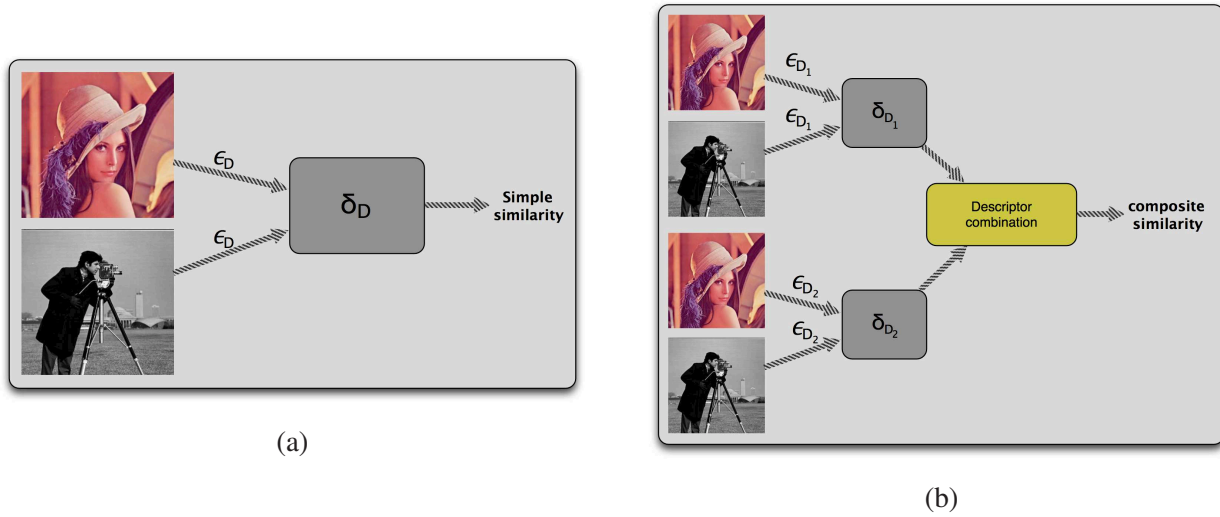 ϵD
ϵD
δD
Simple
similarity
(a)
ϵD1
ϵD1
δD1
Descriptor
combination
composite
similarity
ϵD2
ϵD2
δD2
(b)